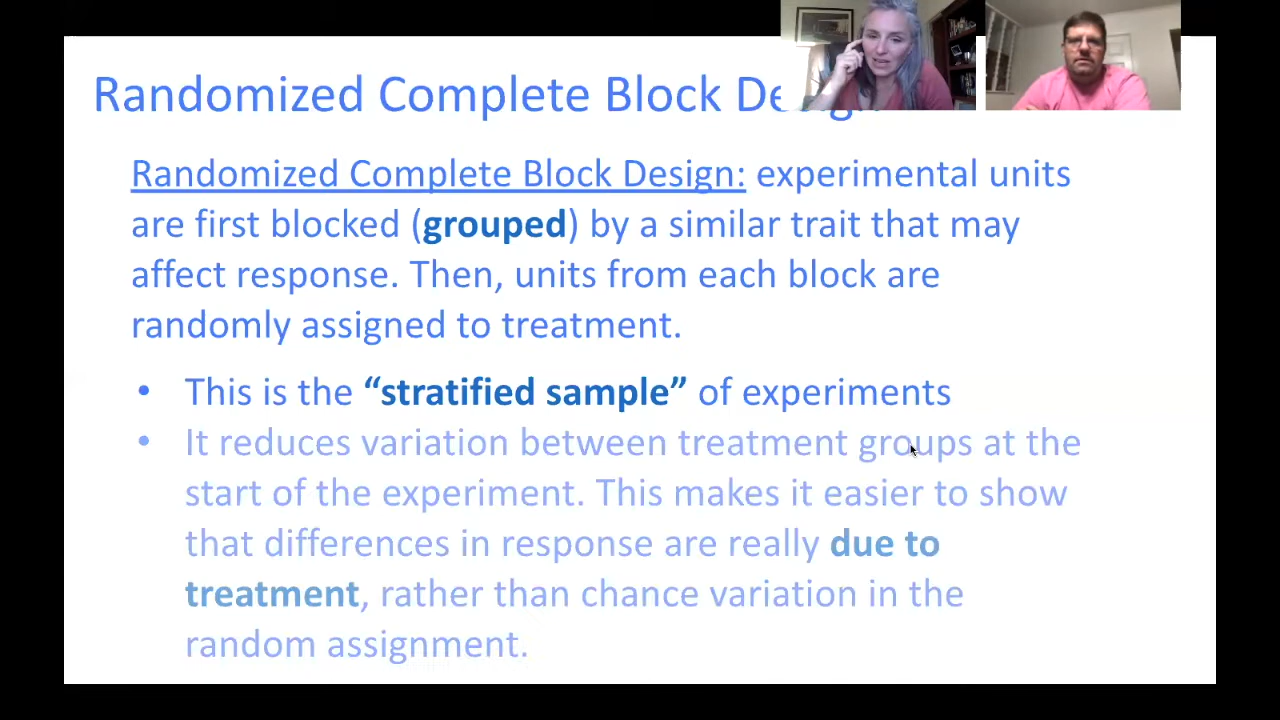 Randomized Complete Block Design
Randomized Complete Block Design: experimental units
are first blocked (grouped) by a similar trait that may
affect response. Then, units from each block are
randomly assigned to treatment.
• This is the “stratified sample” of experiments
• It reduces variation between treatment groups at the
start of the experiment. This makes it easier to show
that differences in response are really due to
treatment, rather than chance variation in the
random assignment.